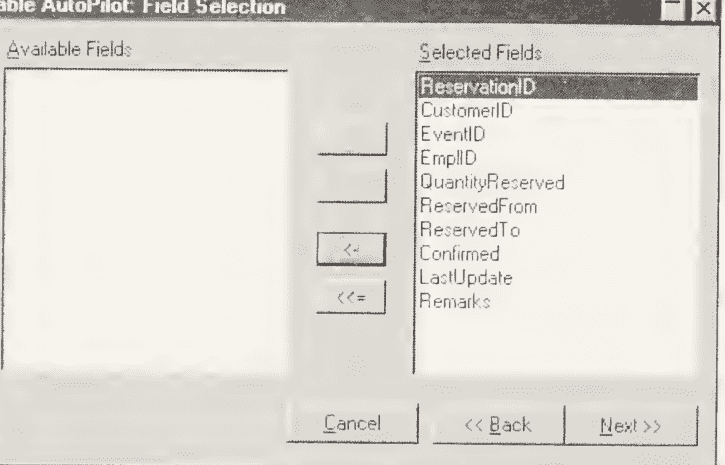 able AutoPilot: Field Selection
Available Fields
Selected Fields
ReservationID
CustomerID
EventID
EmplID
QuantityReserved
ReservedFrom
ReservedTo
Confirmed
LastUpdate
Remarks
<-
<<=
Cancel
<< Back
Next >>